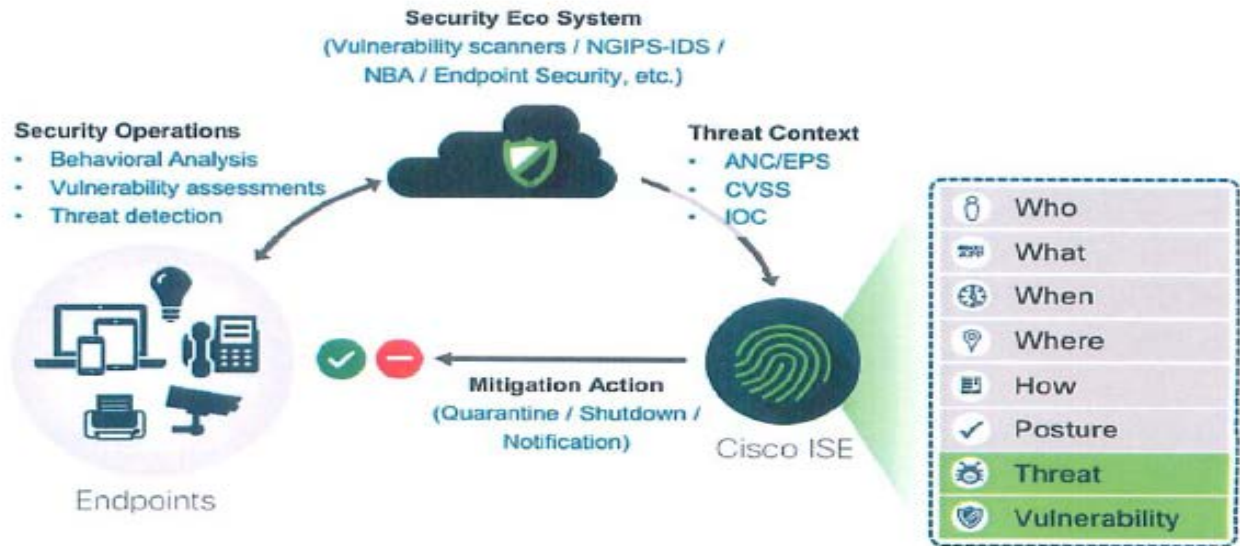 Security Eco System
(Vulnerability scanners / NGIPS-IDS /
NBA / Endpoint Security, etc.)
Security Operations
• Behavioral Analysis
• Vulnerability assessments
• Threat detection
Threat Context
• ANC/EPS
• CVSS
• IOC
Who
What
When
Where
How
Posture
Threat
Vulnerability
Mitigation Action
(Quarantine / Shutdown /
Notification)
Cisco ISE
Endpoints